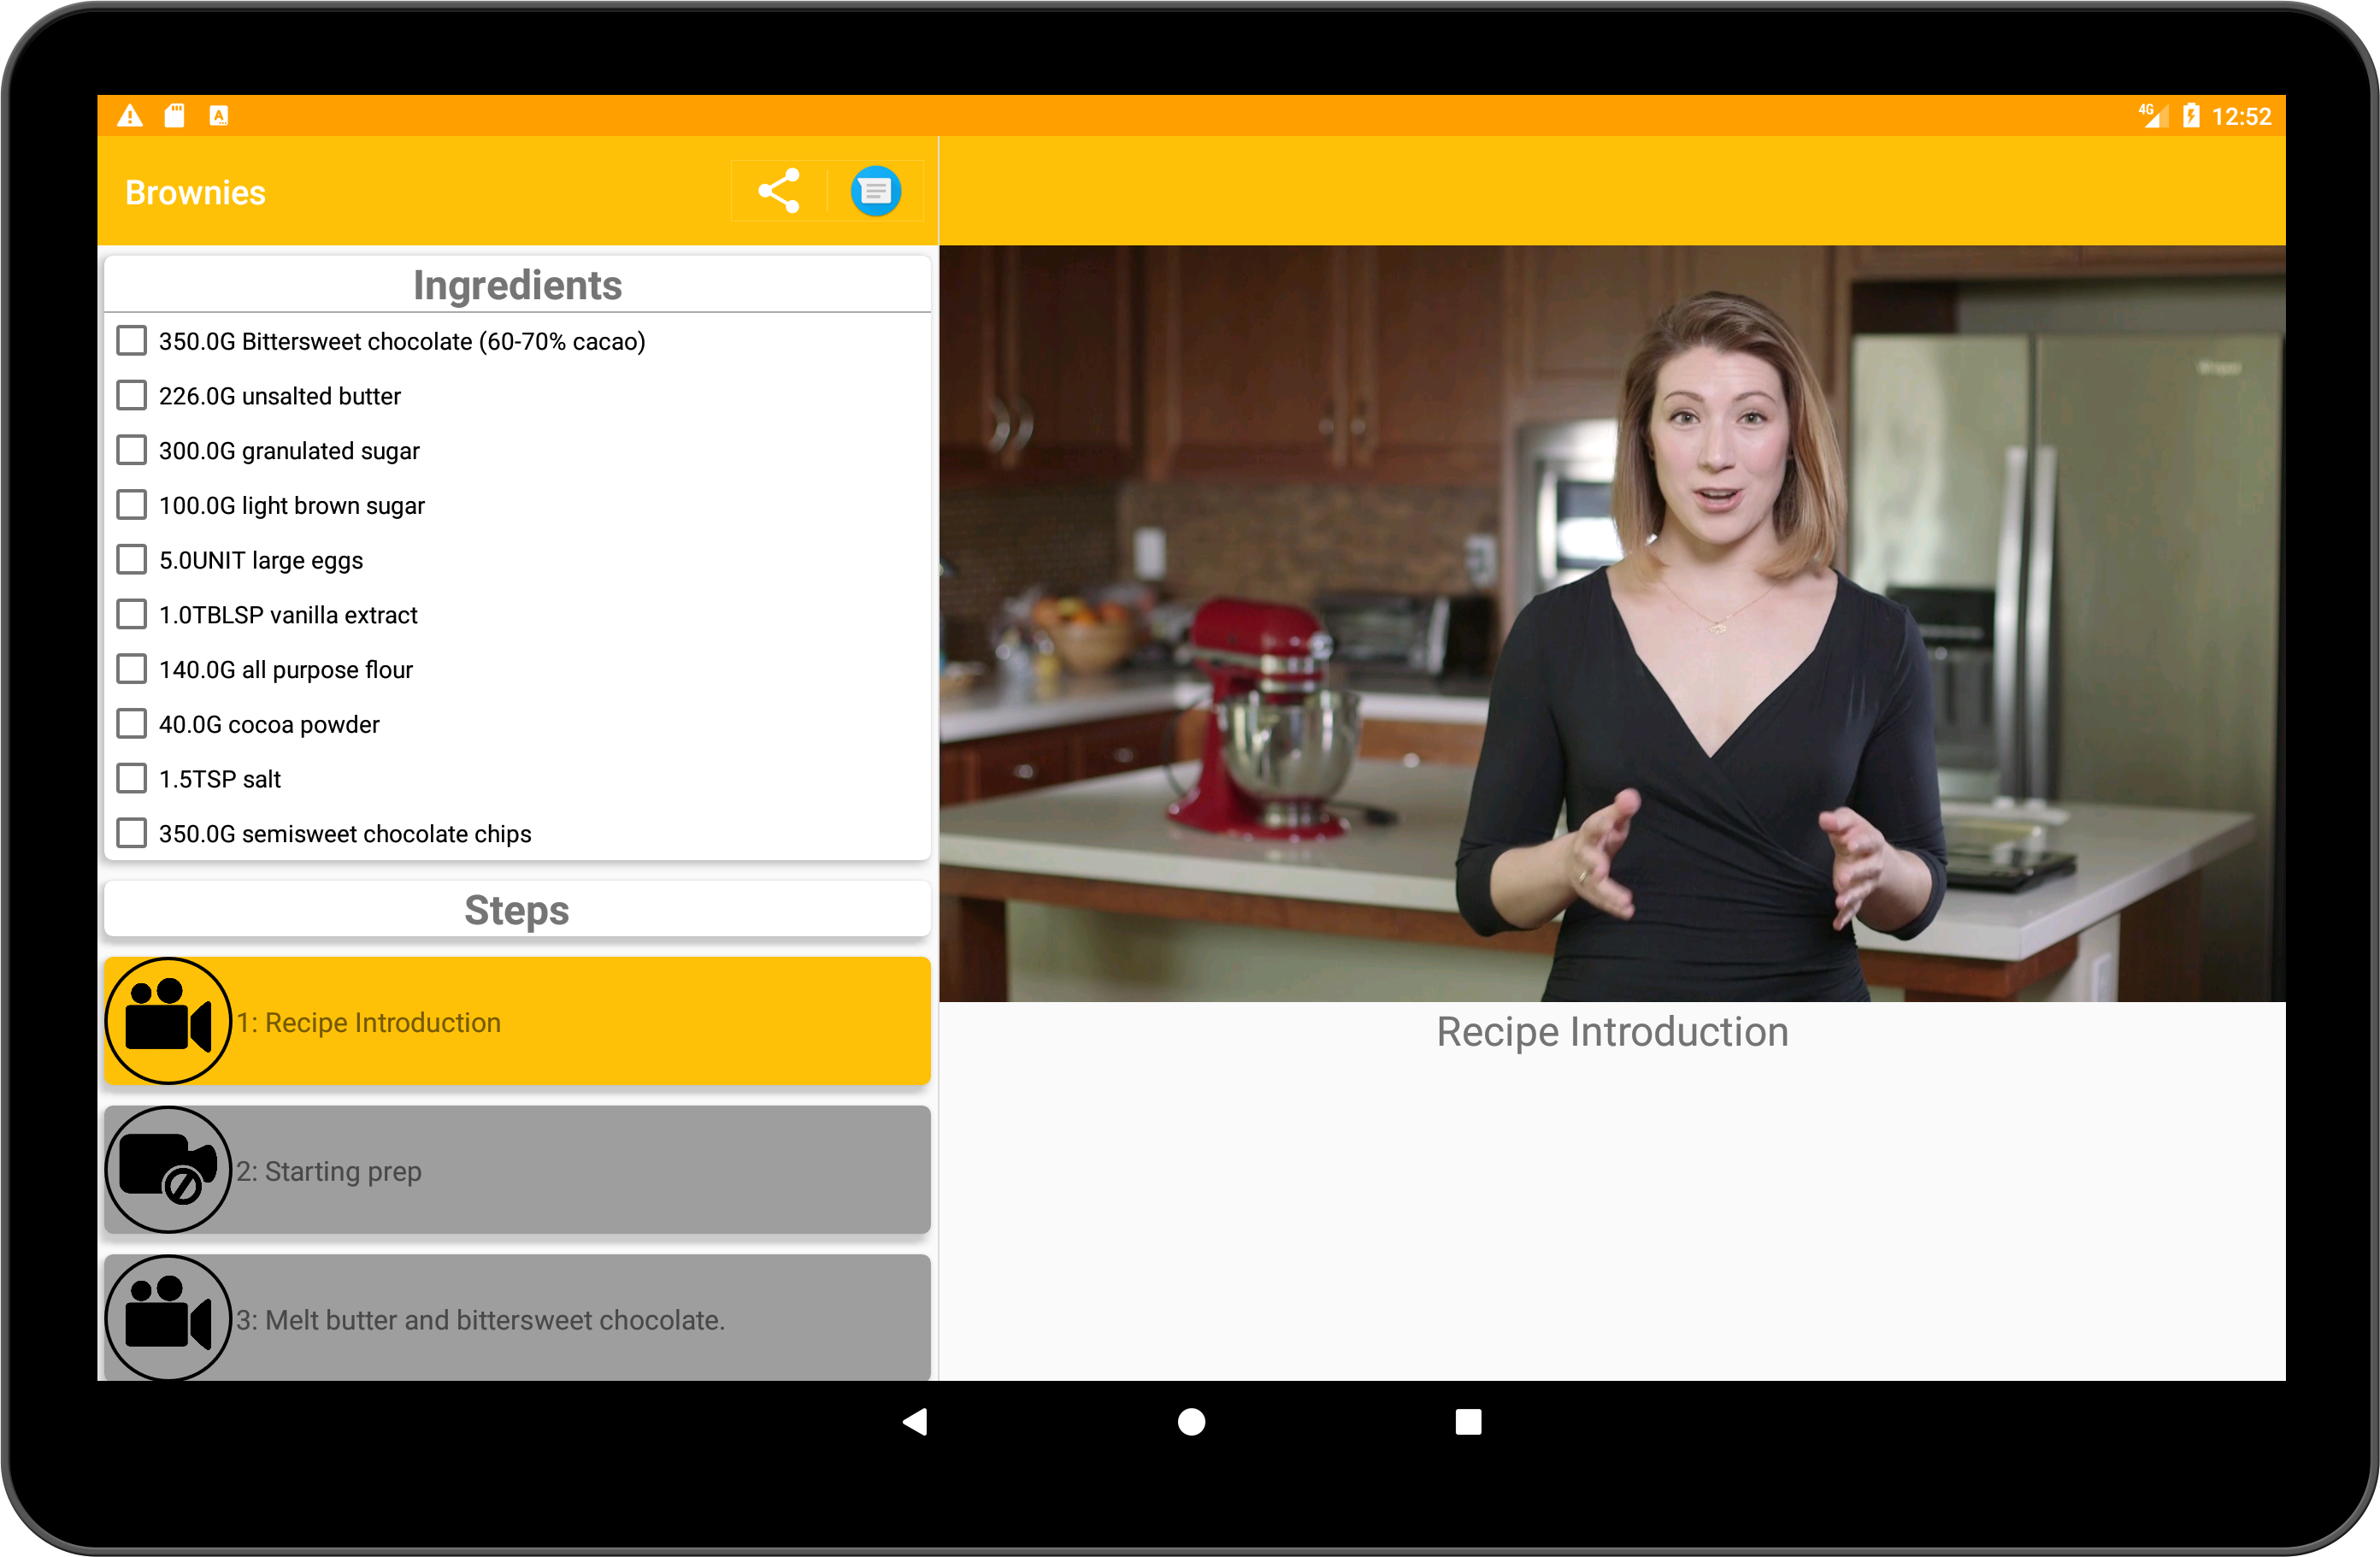 4G 12:52
Brownies
Ingredients
350.0G Bittersweet chocolate (60-70% cacao)
226.0G unsalted butter
300.0G granulated sugar
100.0G light brown sugar
5.0UNIT large eggs
1.0TBLSP vanilla extract
140.0G all purpose flour
40.0G cocoa powder
1.5TSP salt
350.0G semisweet chocolate chips
Steps
1: Recipe Introduction
2: Starting prep
3: Melt butter and bittersweet chocolate.
Recipe Introduction